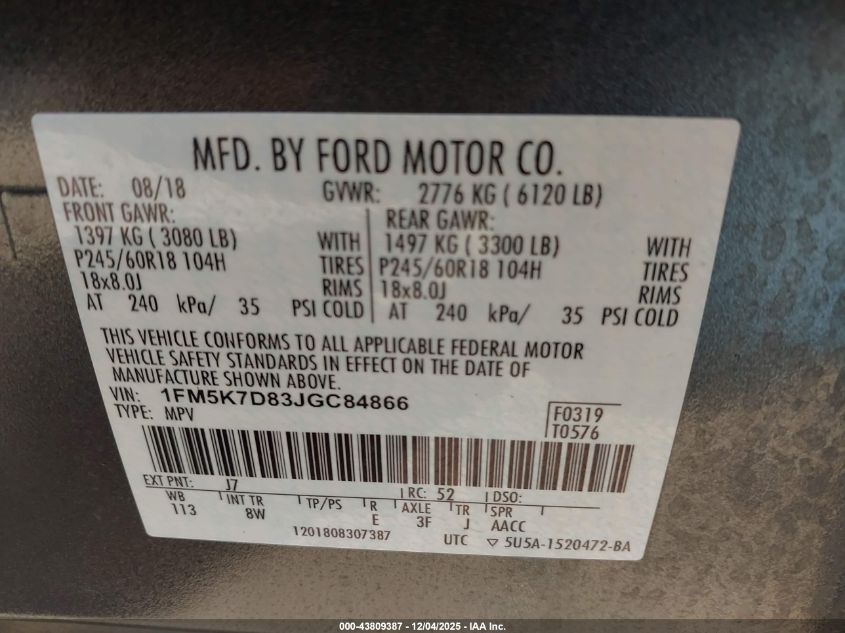 MFD. BY FORD MOTOR CO.
DATE: 08/18 GVWR: 2776 KG ( 6120 LB)
FRONT GAWR: REAR GAWR:
1397 KG ( 3080 LB) WITH 1497 KG ( 3300 LB) WITH
P245/60R18 104H TIRES P245/60R18 104H TIRES
18x8.0J RIMS 18x8.0J RIMS
AT 240 kPa/ 35 PSI COLD AT 240 kPa/ 35 PSI COLD
THIS VEHICLE CONFORMS TO ALL APPLICABLE FEDERAL MOTOR
VEHICLE SAFETY STANDARDS IN EFFECT ON THE DATE OF
MANUFACTURE SHOWN ABOVE.
VIN: 1FM5K7D83JGC84866
TYPE: MPV F0319
T0576
EXT PNT: J7 RC: 52 DSO:
WB INT TR TP/PS R AXLE TR SPR
113 8W E 3F J AACC
1201808307387 UTC ▽ 5U5A-1520472-BA
000-43809387 - 12/04/2025 - IAA Inc.